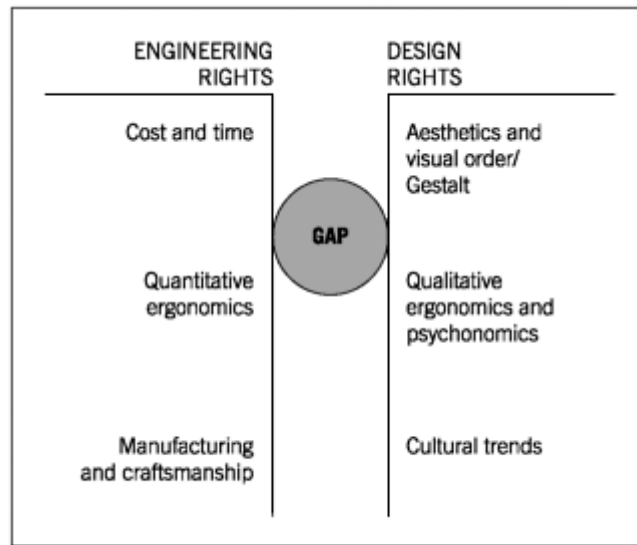 ENGINEERING
RIGHTS
DESIGN
RIGHTS
Cost and time
Aesthetics and
visual order/
Gestalt
GAP
Quantitative
ergonomics
Qualitative
ergonomics and
psychonomics
Manufacturing
and craftsmanship
Cultural trends